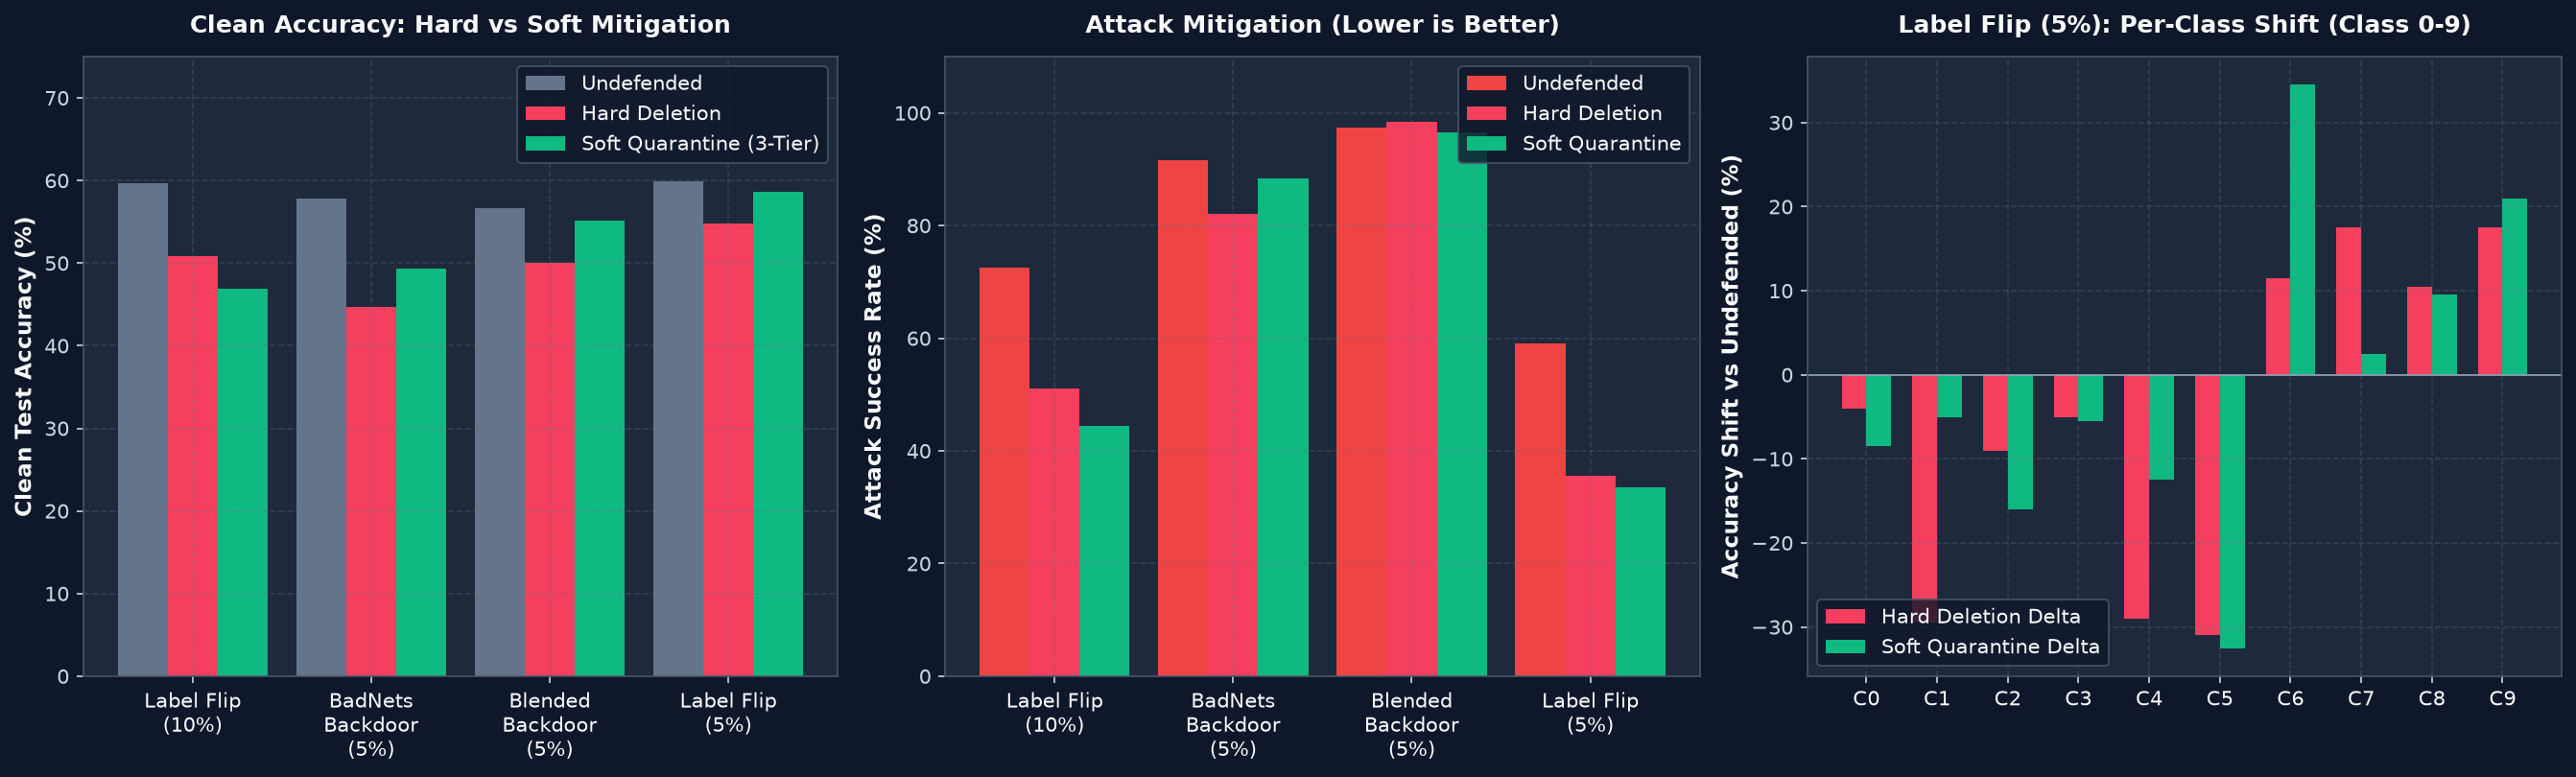 Clean Accuracy: Hard vs Soft Mitigation
Clean Test Accuracy (%)
70
60
50
40
30
20
10
0
Undefended
Hard Deletion
Soft Quarantine (3-Tier)
Label Flip
(10%)
BadNets
Backdoor
(5%)
Blended
Backdoor
(5%)
Label Flip
(5%)
Attack Mitigation (Lower is Better)
Attack Success Rate (%)
100
80
60
40
20
0
Undefended
Hard Deletion
Soft Quarantine
Label Flip
(10%)
BadNets
Backdoor
(5%)
Blended
Backdoor
(5%)
Label Flip
(5%)
Label Flip (5%): Per-Class Shift (Class 0-9)
Accuracy Shift vs Undefended (%)
30
20
10
0
−10
−20
−30
Hard Deletion Delta
Soft Quarantine Delta
C0 C1 C2 C3 C4 C5 C6 C7 C8 C9